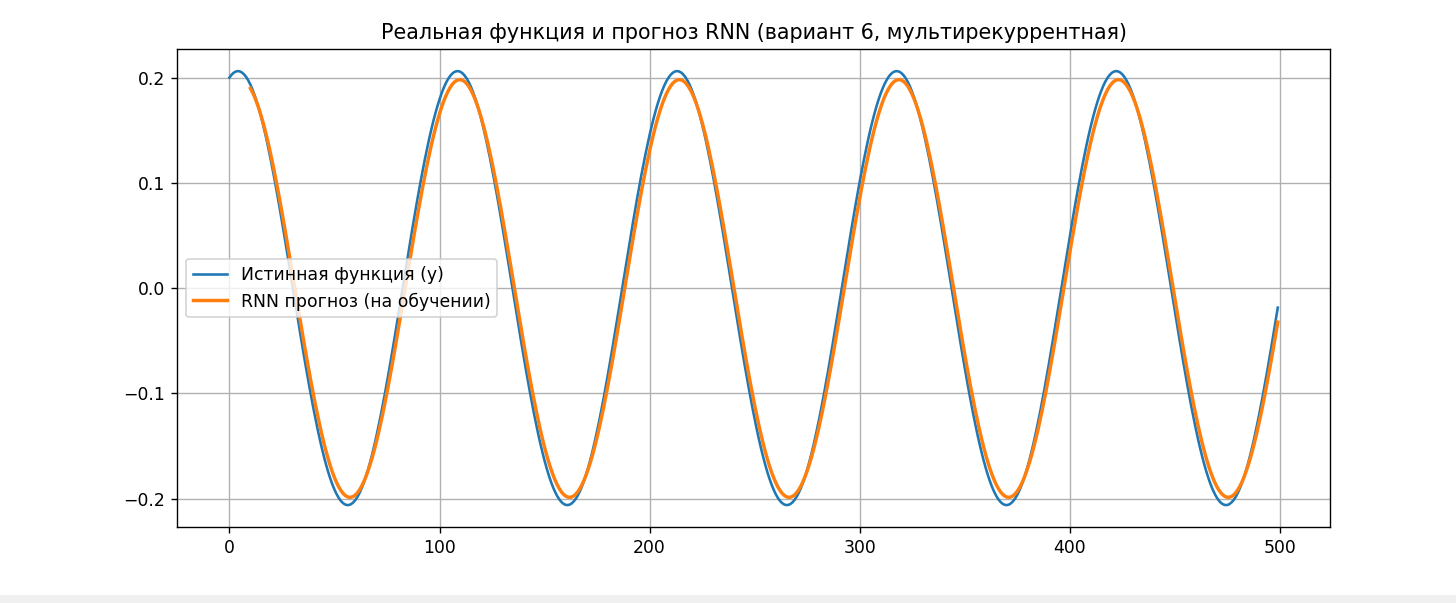 Реальная функция и прогноз RNN (вариант 6, мультирекуррентная)
0.2
0.1
0.0
−0.1
−0.2
Истинная функция (y)
RNN прогноз (на обучении)
0 100 200 300 400 500